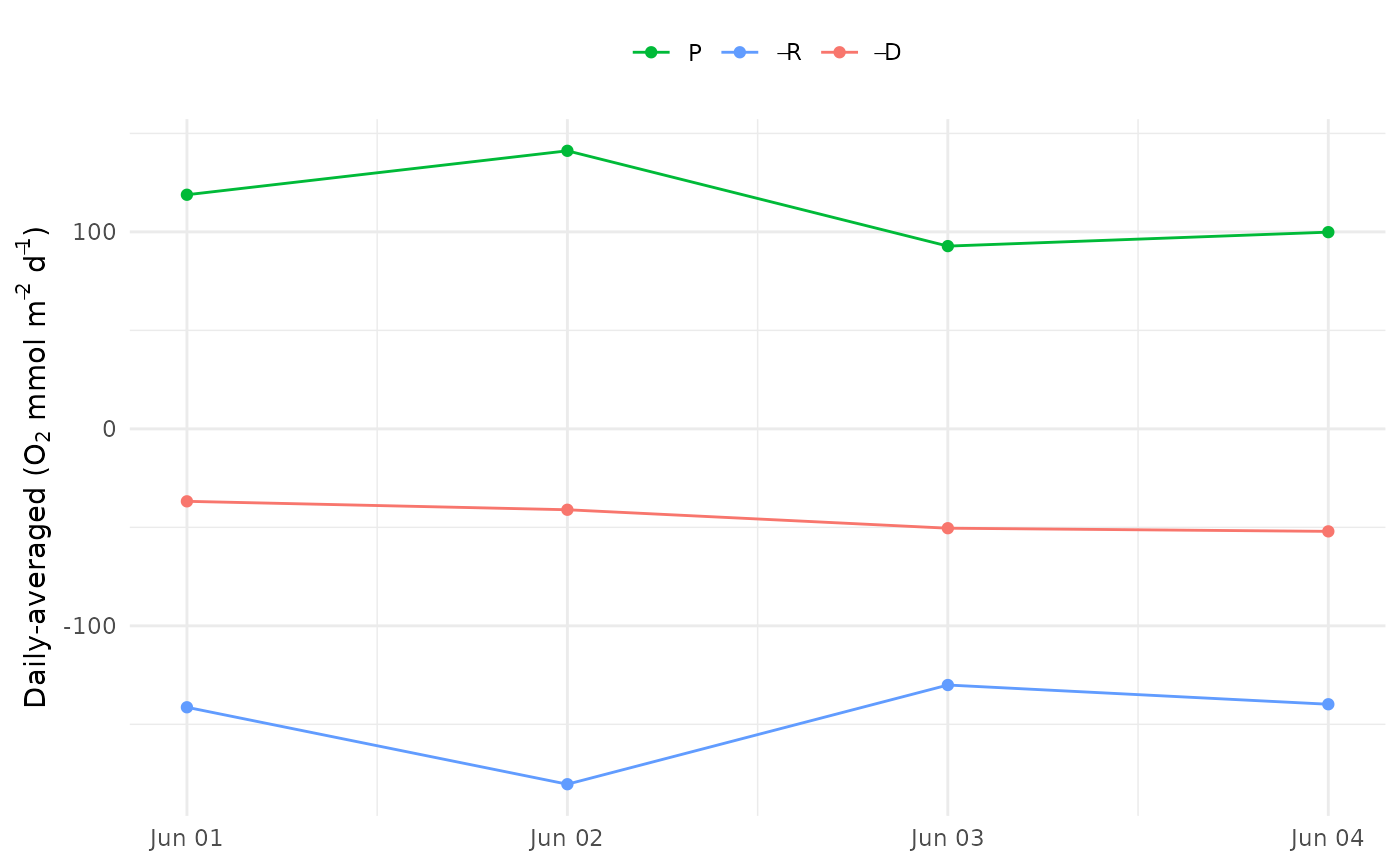 P –R –D
Daily-averaged (O₂ mmol m⁻² d⁻¹)
100
0
-100
Jun 01 Jun 02 Jun 03 Jun 04